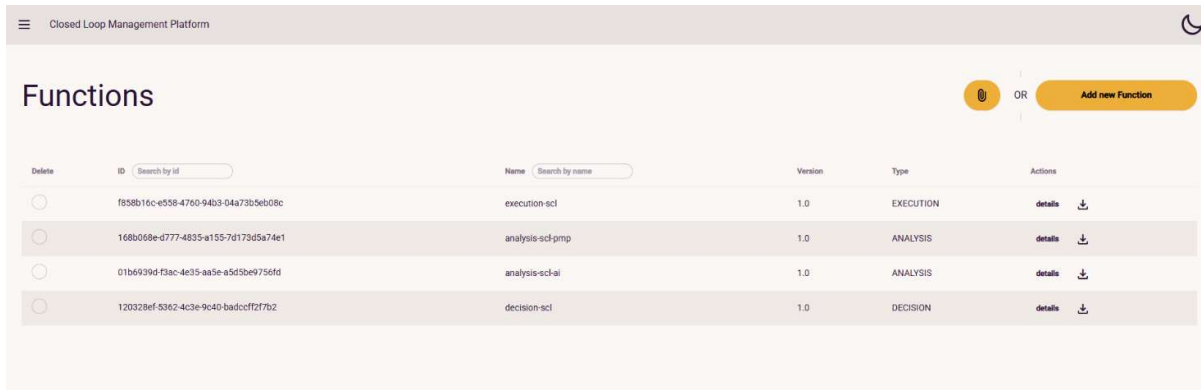 Closed Loop Management Platform
Functions
OR
Add new Function
Delete ID Search by id Name Search by name Version Type Actions
f858b16c-e558-4760-94b3-04a73b5eb08c execution-scl 1.0 EXECUTION details
168b068e-d777-4835-a155-7d173d5a74e1 analysis-scl-pmp 1.0 ANALYSIS details
01b6939d-f3ac-4e35-aa5e-a5d5be9756fd analysis-scl-ai 1.0 ANALYSIS details
120328ef-5362-4c3e-9c40-badccff2f7b2 decision-scl 1.0 DECISION details